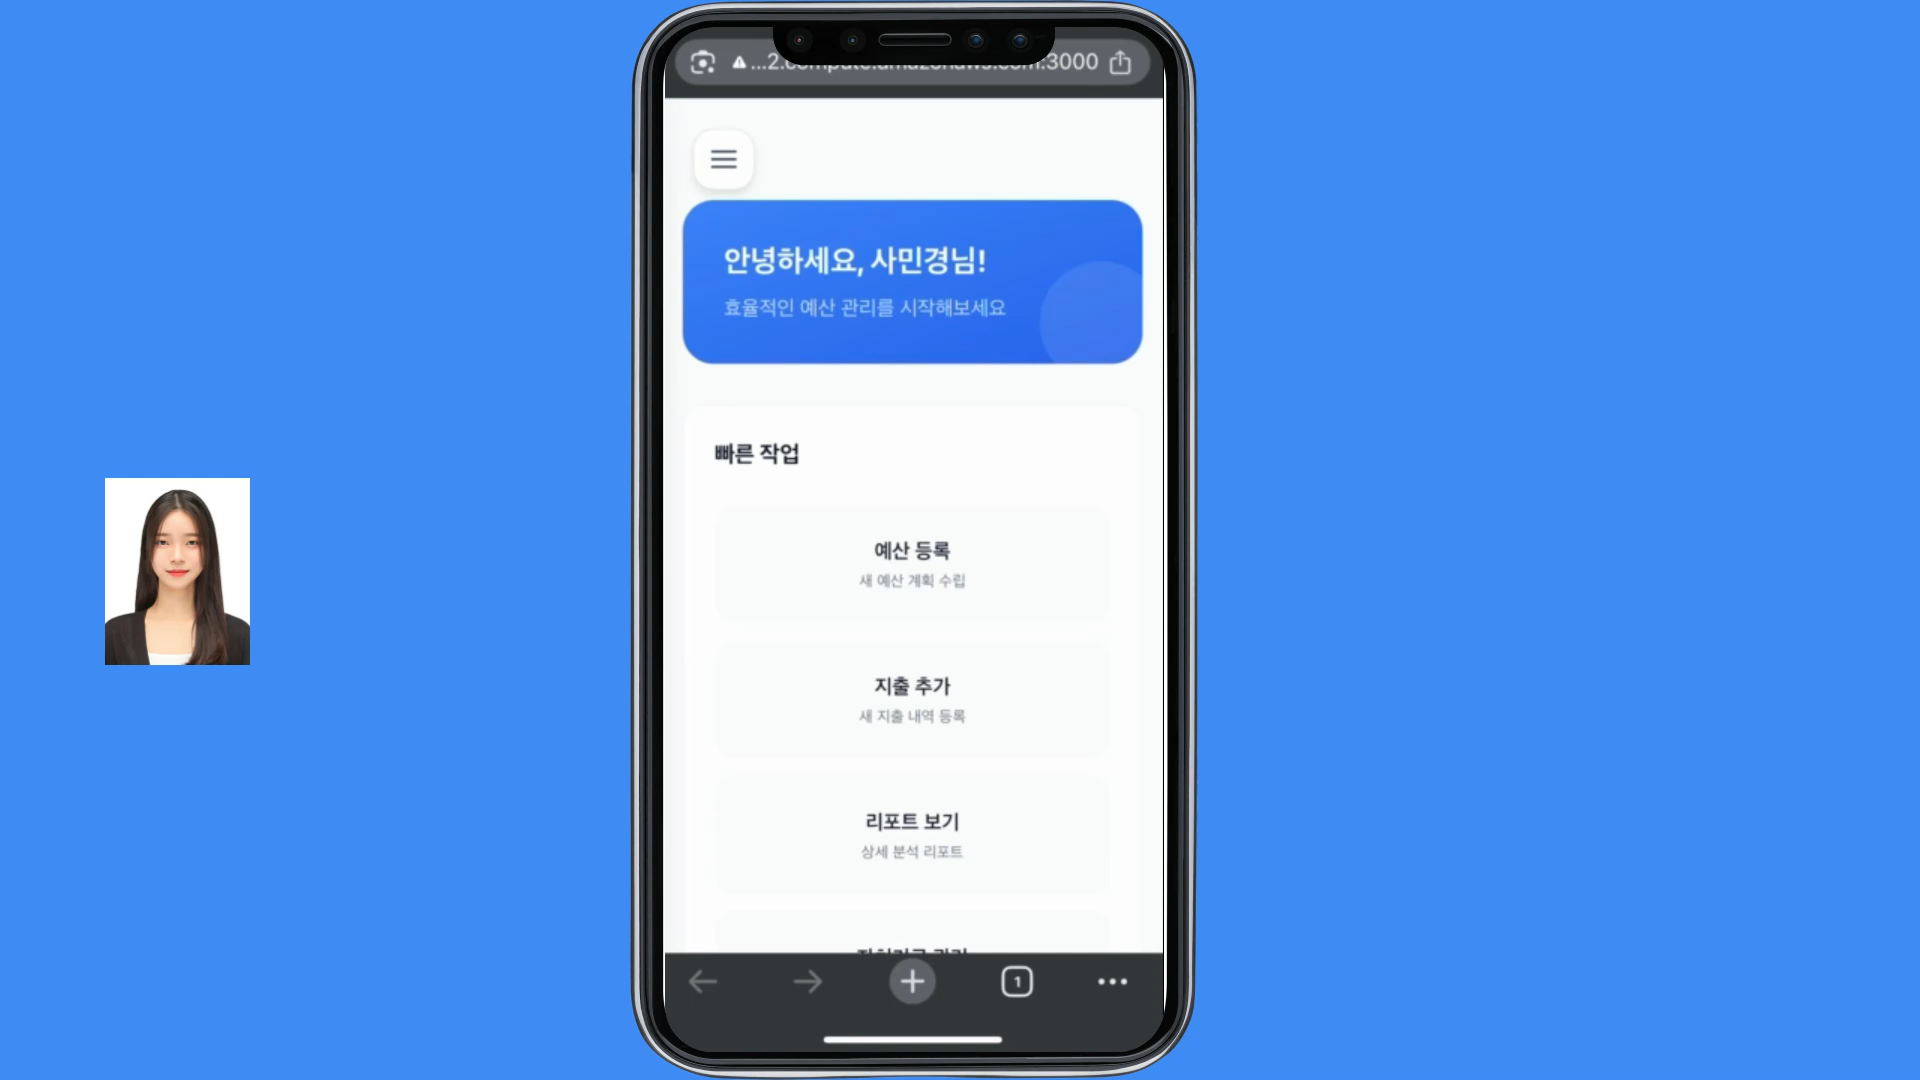 :3000
안녕하세요, 사민경님!
효율적인 예산 관리를 시작해보세요
빠른 작업
예산 등록
새 예산 계획 수립
지출 추가
새 지출 내역 등록
리포트 보기
상세 분석 리포트
1